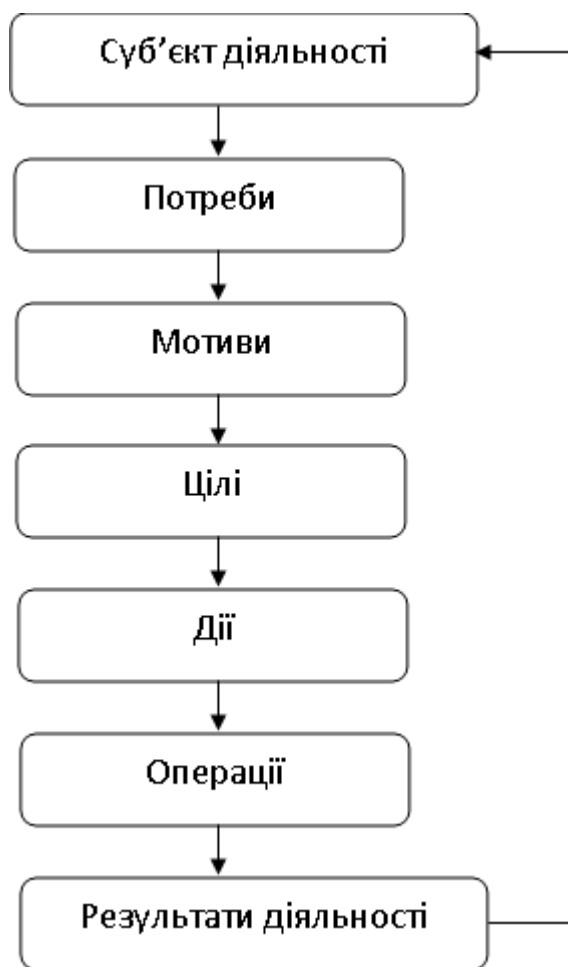 Суб’єкт діяльності
Потреби
Мотиви
Цілі
Дії
Операції
Результати діяльності